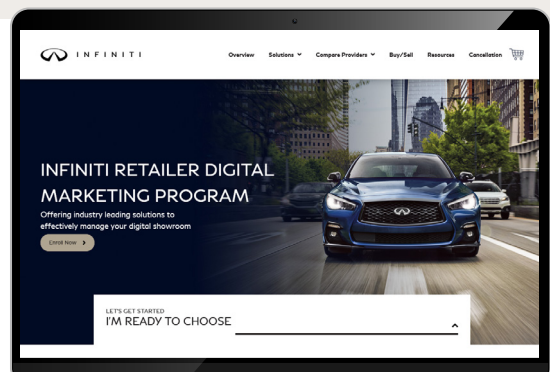 INFINITI
Overview Solutions Compare Providers Buy/Sell Resources Cancellation
INFINITI RETAILER DIGITAL
MARKETING PROGRAM
Offering industry leading solutions to
effectively manage your digital showroom
Enroll Now
LET'S GET STARTED
I'M READY TO CHOOSE